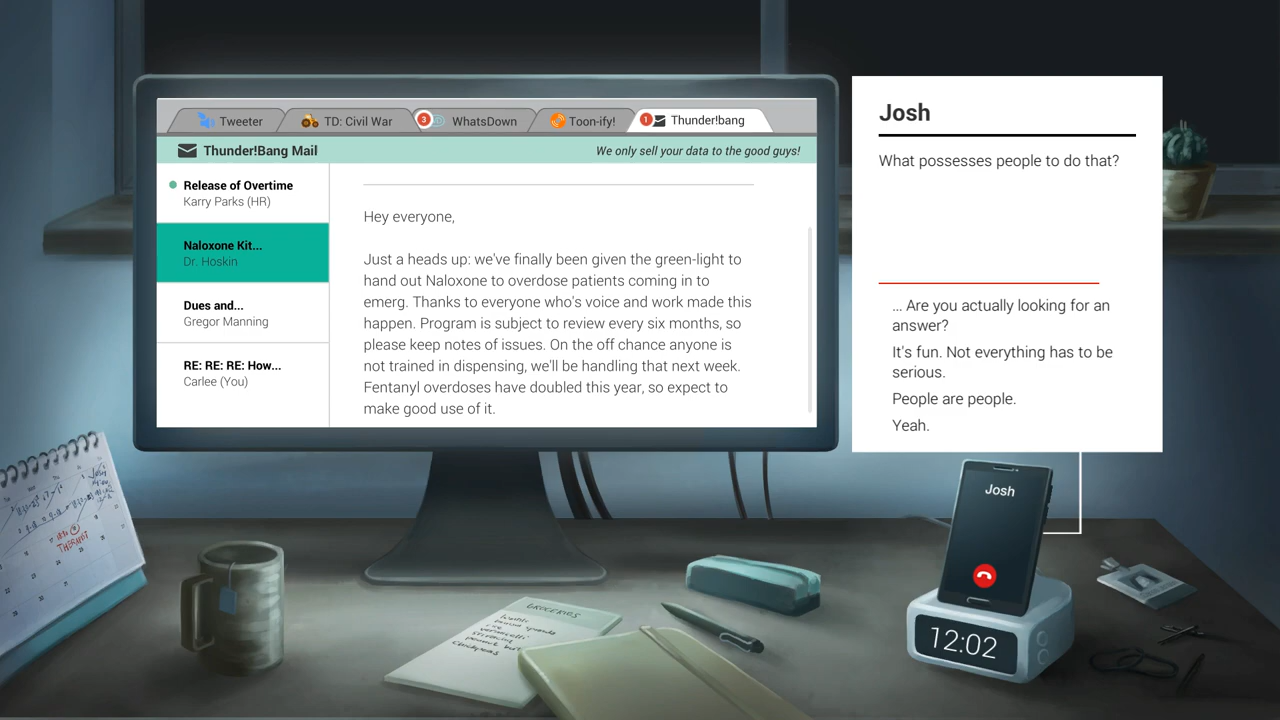 Tweeter
TD: Civil War
3
WhatsDown
Toon-ify!
1
Thunder!bang
Thunder!Bang Mail
We only sell your data to the good guys!
Release of Overtime
Karry Parks (HR)
Naloxone Kit...
Dr. Hoskin
Dues and...
Gregor Manning
RE: RE: RE: How...
Carlee (You)
Hey everyone,
Just a heads up: we've finally been given the green-light to
hand out Naloxone to overdose patients coming in to
emerg. Thanks to everyone who's voice and work made this
happen. Program is subject to review every six months, so
please keep notes of issues. On the off chance anyone is
not trained in dispensing, we'll be handling that next week.
Fentanyl overdoses have doubled this year, so expect to
make good use of it.
Josh
What possesses people to do that?
... Are you actually looking for an
answer?
It's fun. Not everything has to be
serious.
People are people.
Yeah.
Josh
12:02
THERAPIST
GROCERIES